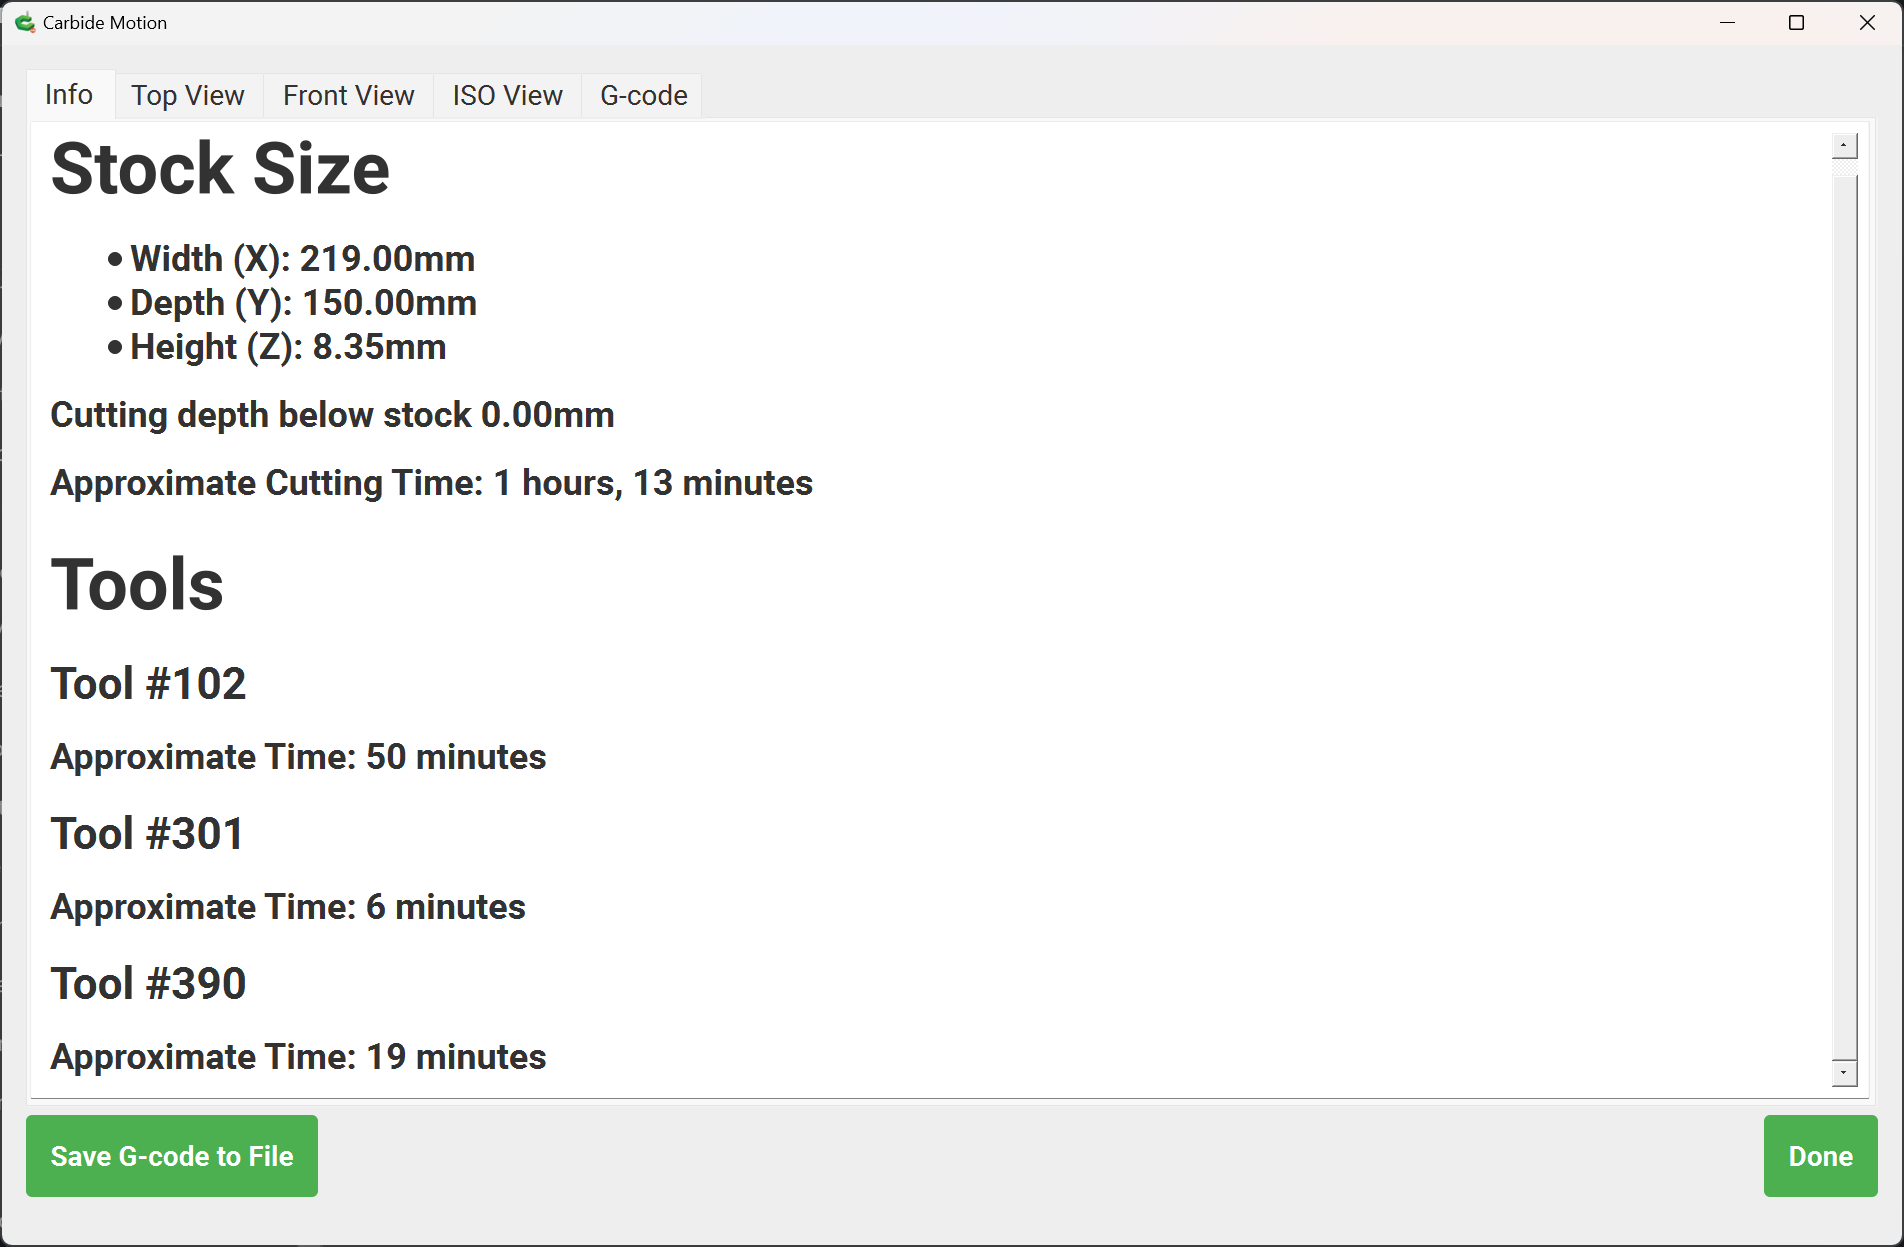 Carbide Motion
Info Top View Front View ISO View G-code
Stock Size
Width (X): 219.00mm
Depth (Y): 150.00mm
Height (Z): 8.35mm
Cutting depth below stock 0.00mm
Approximate Cutting Time: 1 hours, 13 minutes
Tools
Tool #102
Approximate Time: 50 minutes
Tool #301
Approximate Time: 6 minutes
Tool #390
Approximate Time: 19 minutes
Save G-code to File Done